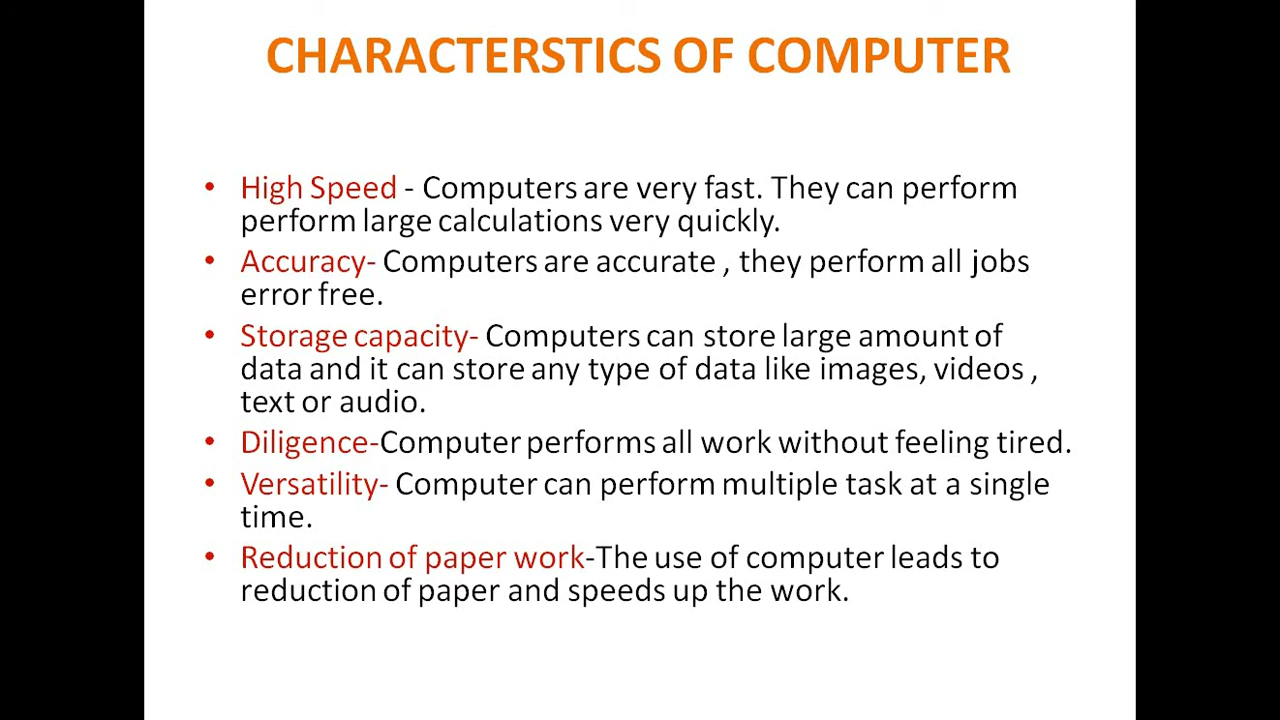 CHARACTERSTICS OF COMPUTER
• High Speed - Computers are very fast. They can perform
perform large calculations very quickly.
• Accuracy- Computers are accurate , they perform all jobs
error free.
• Storage capacity- Computers can store large amount of
data and it can store any type of data like images, videos ,
text or audio.
• Diligence-Computer performs all work without feeling tired.
• Versatility- Computer can perform multiple task at a single
time.
• Reduction of paper work-The use of computer leads to
reduction of paper and speeds up the work.